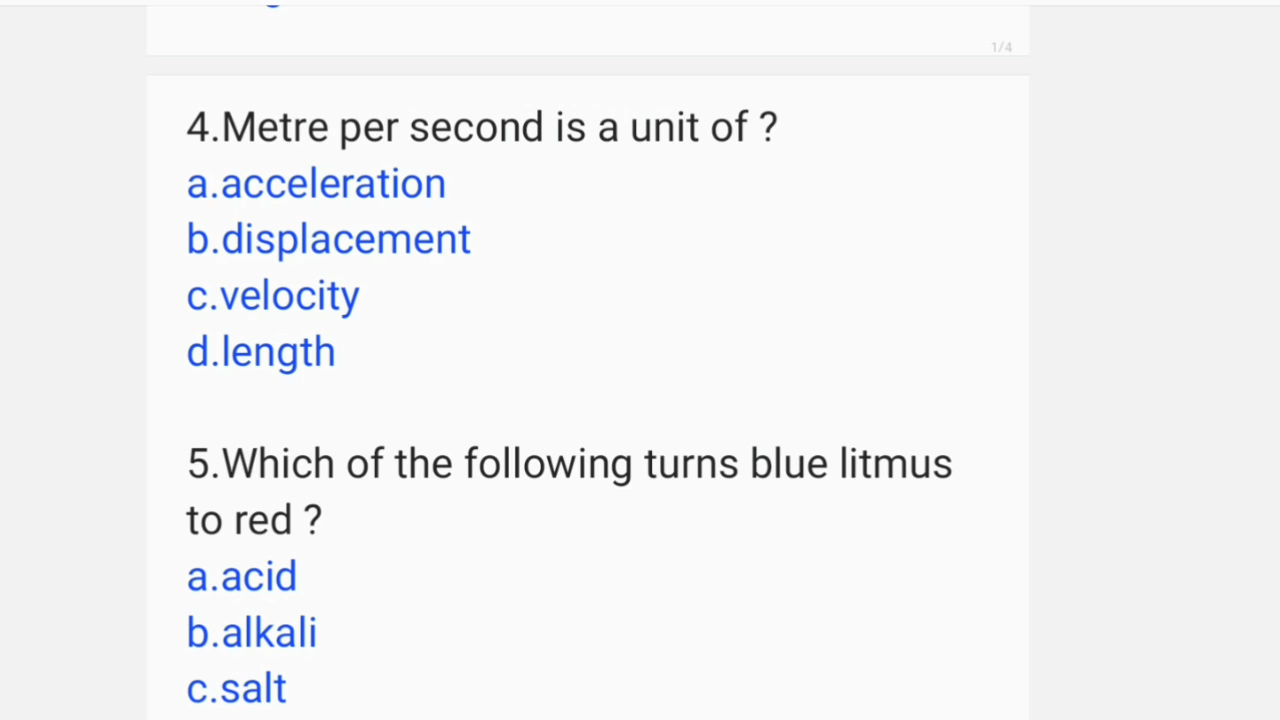 1/4
4.Metre per second is a unit of ?
a.acceleration
b.displacement
c.velocity
d.length
5.Which of the following turns blue litmus
to red ?
a.acid
b.alkali
c.salt